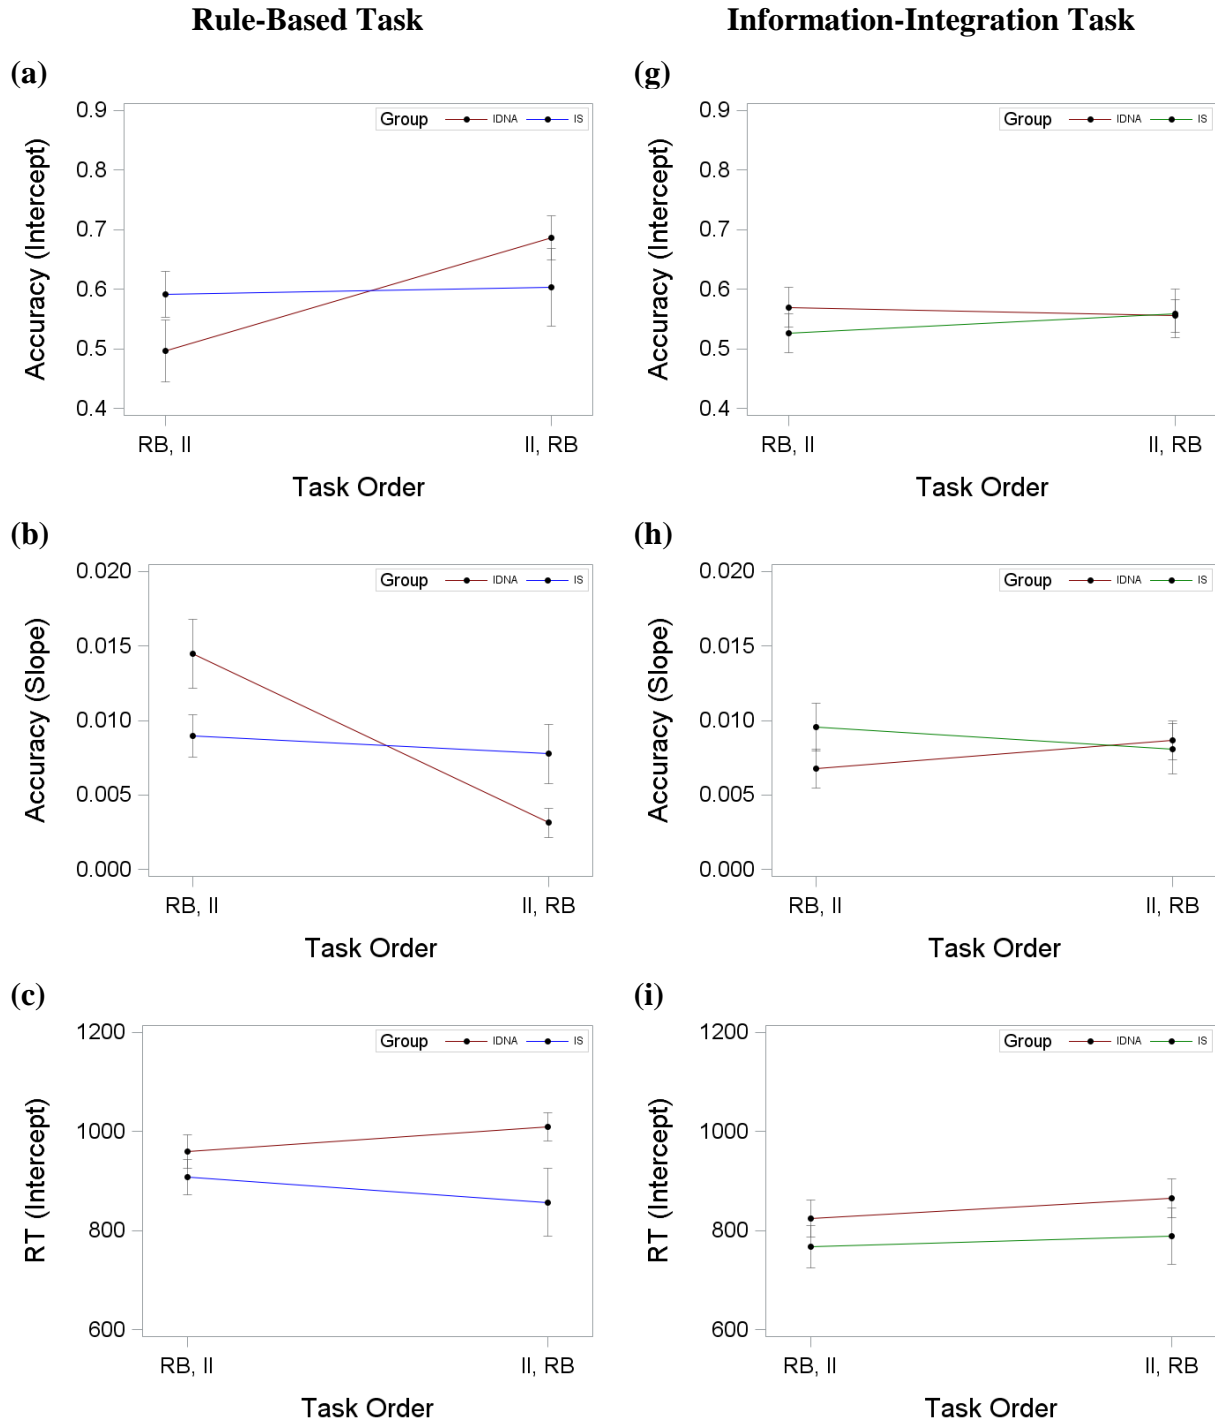 Rule-Based Task
Information-Integration Task
(a)
Group IDNA IS
Accuracy (Intercept)
0.9
0.8
0.7
0.6
0.5
0.4
RB, II II, RB
Task Order
(g)
Group IDNA IS
Accuracy (Intercept)
0.9
0.8
0.7
0.6
0.5
0.4
RB, II II, RB
Task Order
(b)
Group IDNA IS
Accuracy (Slope)
0.020
0.015
0.010
0.005
0.000
RB, II II, RB
Task Order
(h)
Group IDNA IS
Accuracy (Slope)
0.020
0.015
0.010
0.005
0.000
RB, II II, RB
Task Order
(c)
Group IDNA IS
RT (Intercept)
1200
1000
800
600
RB, II II, RB
Task Order
(i)
Group IDNA IS
RT (Intercept)
1200
1000
800
600
RB, II II, RB
Task Order